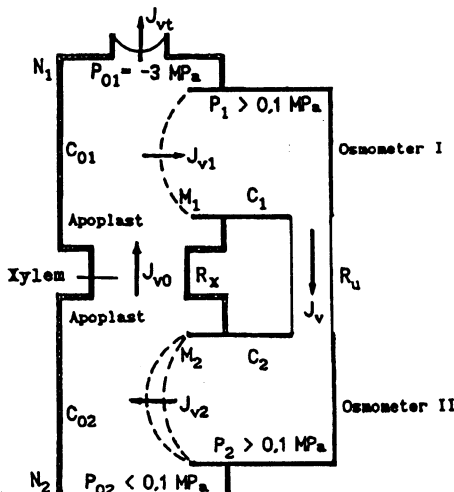 J_vt
N_1
P_01 = -3 MPa
P_1 > 0,1 MPa
C_01
J_v1
Osmometer I
M_1
C_1
Apoplast
Xylem
J_v0
R_x
J_v
R_u
Apoplast
M_2
C_2
C_02
J_v2
Osmometer II
P_2 > 0,1 MPa
N_2
P_02 < 0,1 MPa